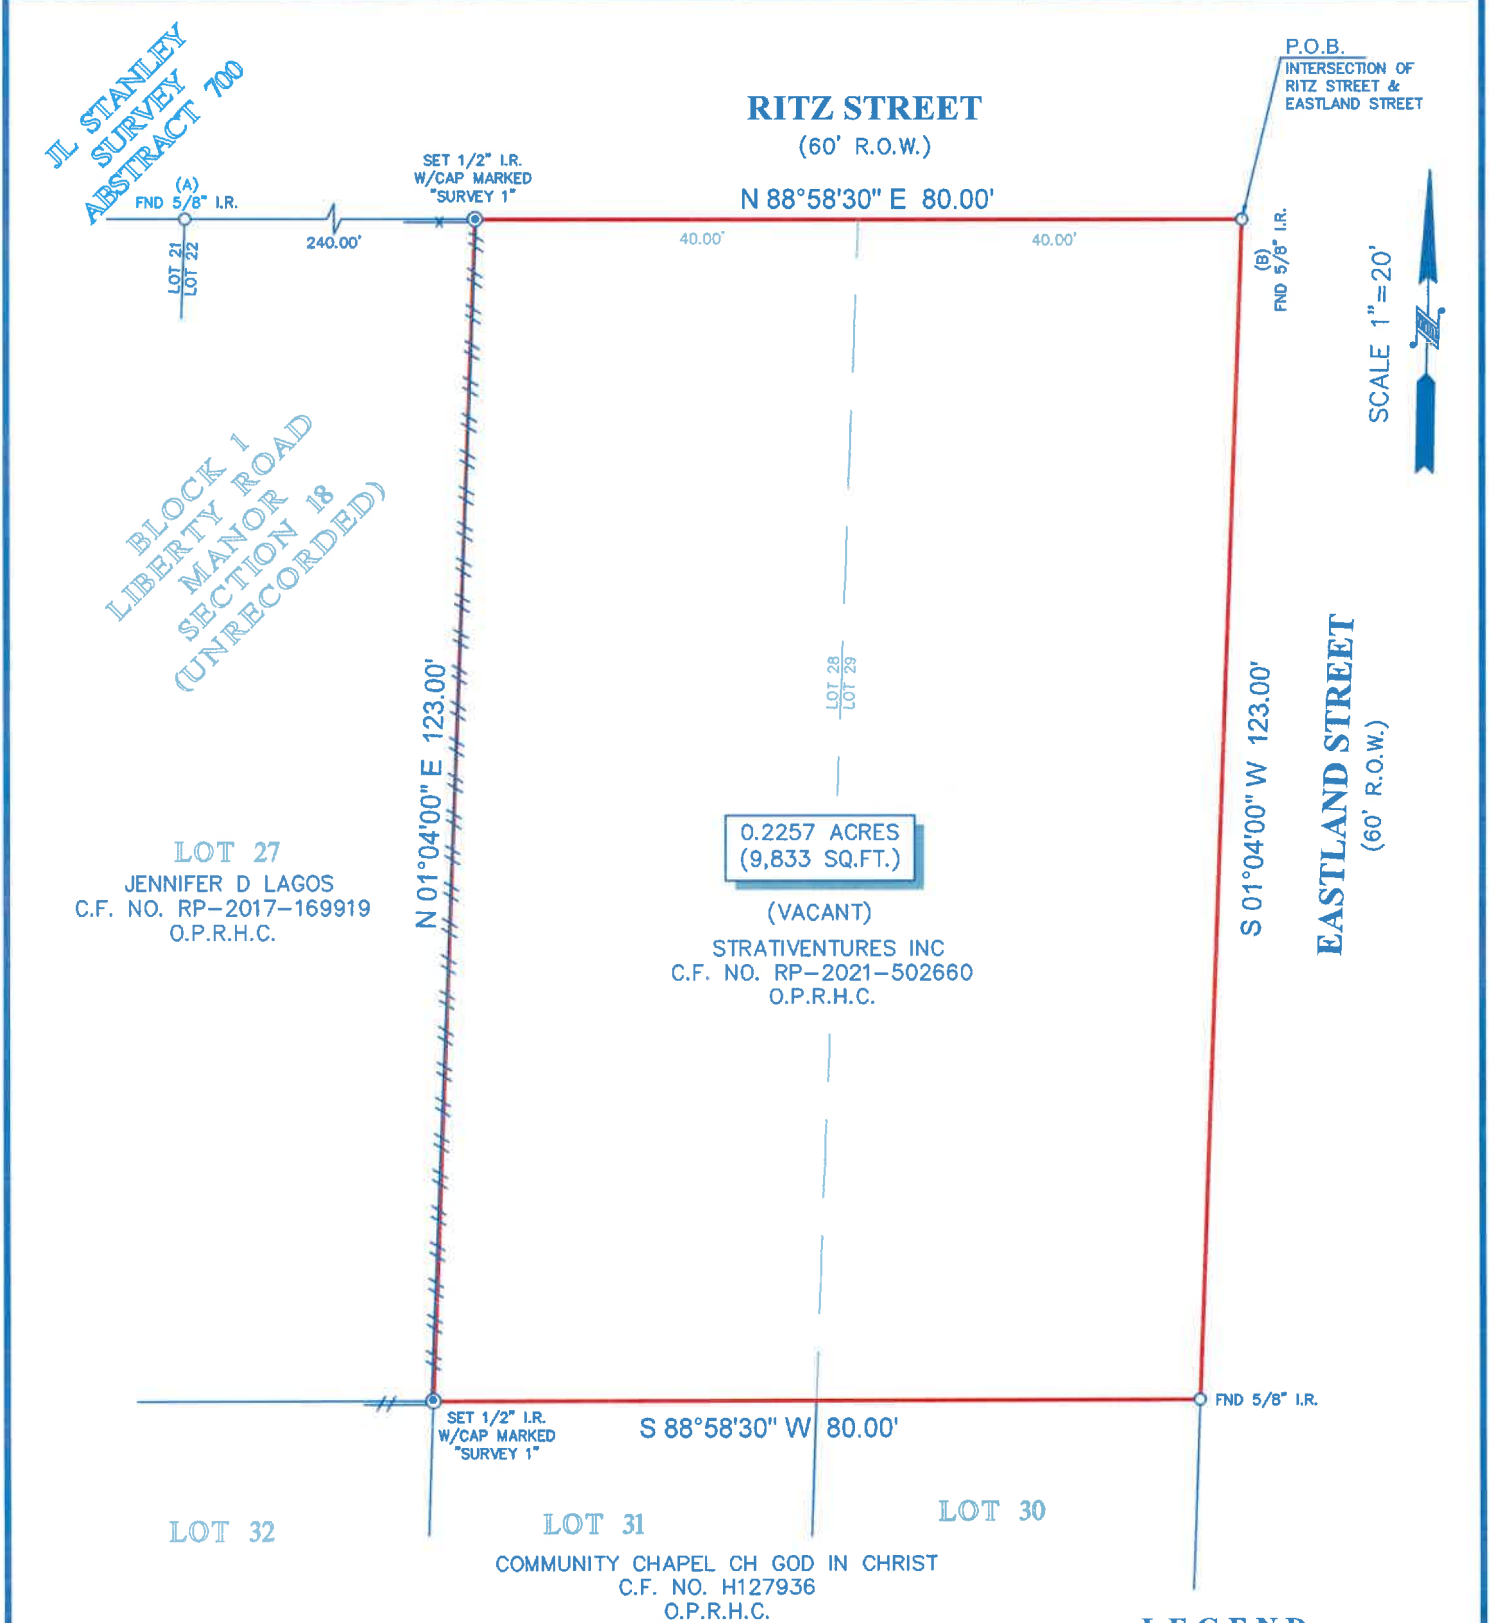 JL STANLEY
SURVEY
ABSTRACT 700
P.O.B.
INTERSECTION OF
RITZ STREET &
EASTLAND STREET
RITZ STREET
(60' R.O.W.)
N 88°58'30" E 80.00'
SET 1/2" I.R.
W/CAP MARKED
"SURVEY 1"
(A)
FND 5/8" I.R.
240.00'
40.00'
40.00'
LOT 21
LOT 22
(B)
FND 5/8" I.R.
SCALE 1"=20'
BLOCK 1
LIBERTY ROAD
MANOR
SECTION 18
(UNRECORDED)
LOT 28
LOT 29
N 01°04'00" E 123.00'
S 01°04'00" W 123.00'
EASTLAND STREET
(60' R.O.W.)
0.2257 ACRES
(9,833 SQ.FT.)
(VACANT)
STRATIVENTURES INC
C.F. NO. RP-2021-502660
O.P.R.H.C.
LOT 27
JENNIFER D LAGOS
C.F. NO. RP-2017-169919
O.P.R.H.C.
FND 5/8" I.R.
SET 1/2" I.R.
W/CAP MARKED
"SURVEY 1"
S 88°58'30" W 80.00'
LOT 32
LOT 31
LOT 30
COMMUNITY CHAPEL CH GOD IN CHRIST
C.F. NO. H127936
O.P.R.H.C.
LEGEND